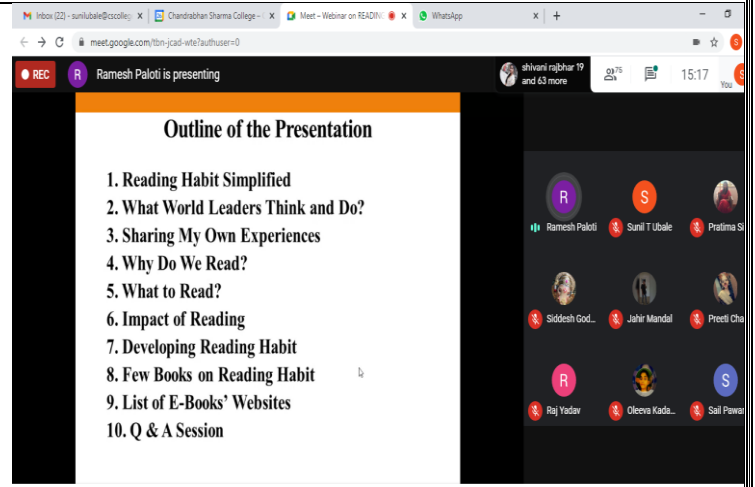 Inbox (22) - sunilubale@cscolleg
Chandrabhan Sharma College –
Meet – Webinar on READIN
WhatsApp
meet.google.com/tbn-jcad-wte?authuser=0
REC
R
Ramesh Paloti is presenting
shivani rajbhar 19
and 63 more
75
15:17
You
S
Outline of the Presentation
1. Reading Habit Simplified
2. What World Leaders Think and Do?
3. Sharing My Own Experiences
4. Why Do We Read?
5. What to Read?
6. Impact of Reading
7. Developing Reading Habit
8. Few Books on Reading Habit
9. List of E-Books' Websites
10. Q & A Session
R
S
Ramesh Paloti
Sunil T Ubale
Pratima Si
Siddesh God...
Jahir Mandal
Preeti Cha
R
S
Raj Yadav
Oleeva Kada...
Sail Pawar